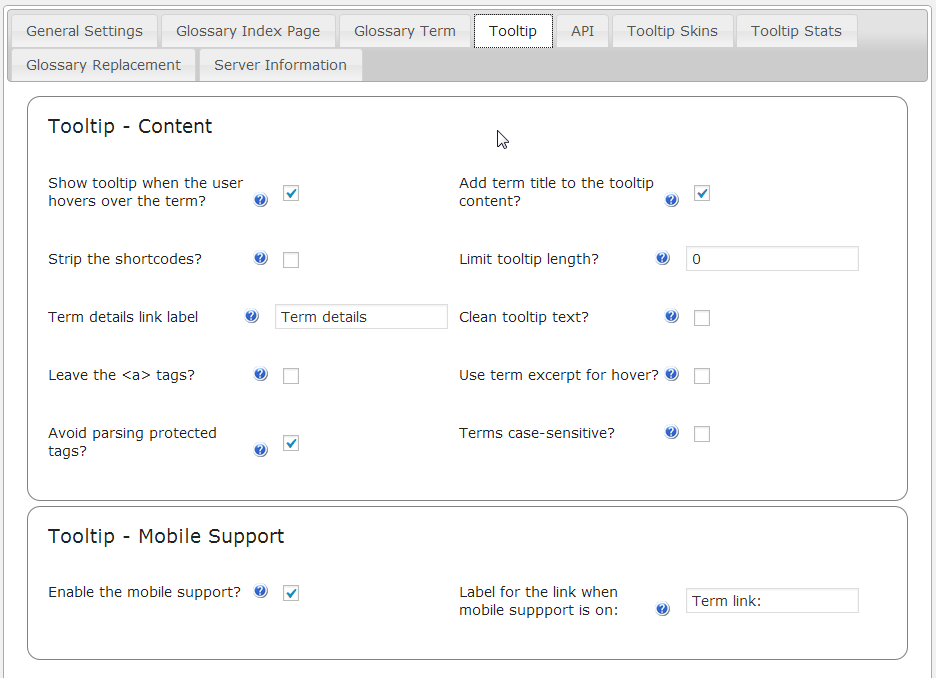 General Settings
Glossary Index Page
Glossary Term
Tooltip
API
Tooltip Skins
Tooltip Stats
Glossary Replacement
Server Information
Tooltip - Content
Show tooltip when the user
hovers over the term?
Add term title to the tooltip
content?
Strip the shortcodes?
Limit tooltip length?
0
Term details link label
Term details
Clean tooltip text?
Leave the <a> tags?
Use term excerpt for hover?
Avoid parsing protected
tags?
Terms case-sensitive?
Tooltip - Mobile Support
Enable the mobile support?
Label for the link when
mobile suppport is on:
Term link: